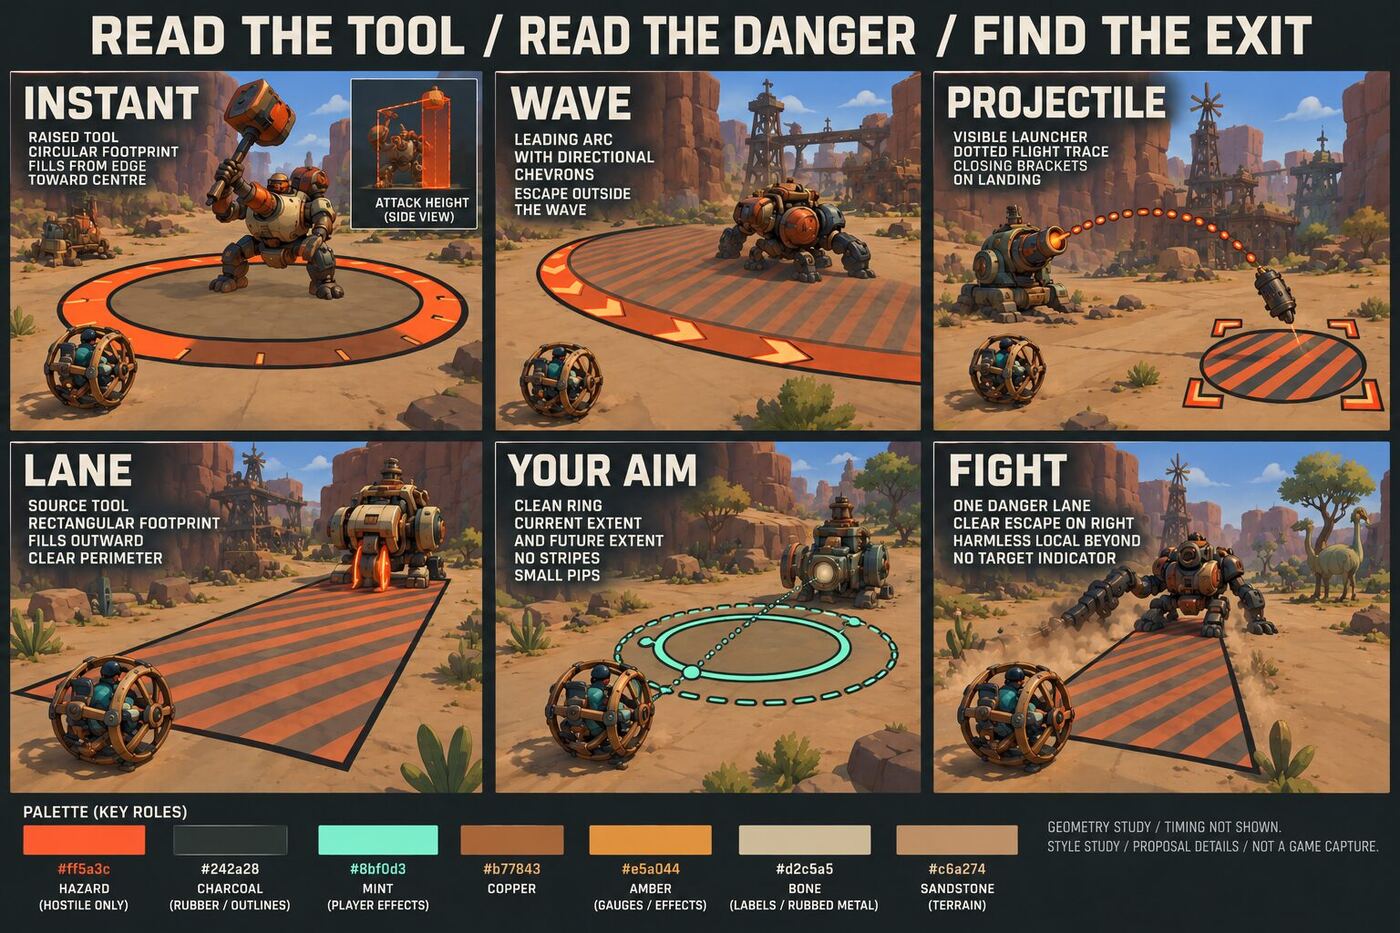 READ THE TOOL / READ THE DANGER / FIND THE EXIT
INSTANT
RAISED TOOL
CIRCULAR FOOTPRINT
FILLS FROM EDGE
TOWARD CENTRE
ATTACK HEIGHT
(SIDE VIEW)
WAVE
LEADING ARC
WITH DIRECTIONAL
CHEVRONS
ESCAPE OUTSIDE
THE WAVE
PROJECTILE
VISIBLE LAUNCHER
DOTTED FLIGHT TRACE
CLOSING BRACKETS
ON LANDING
LANE
SOURCE TOOL
RECTANGULAR FOOTPRINT
FILLS OUTWARD
CLEAR PERIMETER
YOUR AIM
CLEAN RING
CURRENT EXTENT
AND FUTURE EXTENT
NO STRIPES
SMALL PIPS
FIGHT
ONE DANGER LANE
CLEAR ESCAPE ON RIGHT
HARMLESS LOCAL BEYOND
NO TARGET INDICATOR
PALETTE (KEY ROLES)
#ff5a3c
HAZARD
(HOSTILE ONLY)
#242a28
CHARCOAL
(RUBBER / OUTLINES)
#8bf0d3
MINT
(PLAYER EFFECTS)
#b77843
COPPER
#e5a044
AMBER
(GAUGES / EFFECTS)
#d2c5a5
BONE
(LABELS / RUBBED METAL)
#c6a274
SANDSTONE
(TERRAIN)
GEOMETRY STUDY / TIMING NOT SHOWN.
STYLE STUDY / PROPOSAL DETAILS / NOT A GAME CAPTURE.